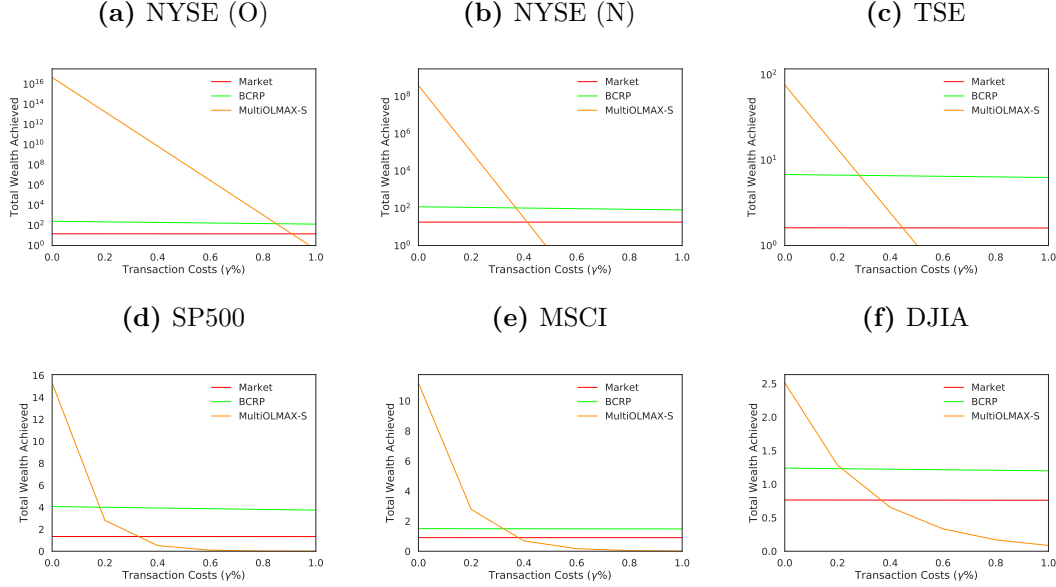 (a) NYSE (O)
(b) NYSE (N)
(c) TSE
Total Wealth Achieved
10^16
10^14
10^12
10^10
10^8
10^6
10^4
10^2
10^0
Market
BCRP
MultiOLMAX-S
0.0 0.2 0.4 0.6 0.8 1.0
Transaction Costs (γ%)
Total Wealth Achieved
10^8
10^6
10^4
10^2
10^0
Market
BCRP
MultiOLMAX-S
0.0 0.2 0.4 0.6 0.8 1.0
Transaction Costs (γ%)
Total Wealth Achieved
10^2
10^1
10^0
Market
BCRP
MultiOLMAX-S
0.0 0.2 0.4 0.6 0.8 1.0
Transaction Costs (γ%)
(d) SP500
(e) MSCI
(f) DJIA
Total Wealth Achieved
16
14
12
10
8
6
4
2
0
Market
BCRP
MultiOLMAX-S
0.0 0.2 0.4 0.6 0.8 1.0
Transaction Costs (γ%)
Total Wealth Achieved
10
8
6
4
2
0
Market
BCRP
MultiOLMAX-S
0.0 0.2 0.4 0.6 0.8 1.0
Transaction Costs (γ%)
Total Wealth Achieved
2.5
2.0
1.5
1.0
0.5
0.0
Market
BCRP
MultiOLMAX-S
0.0 0.2 0.4 0.6 0.8 1.0
Transaction Costs (γ%)